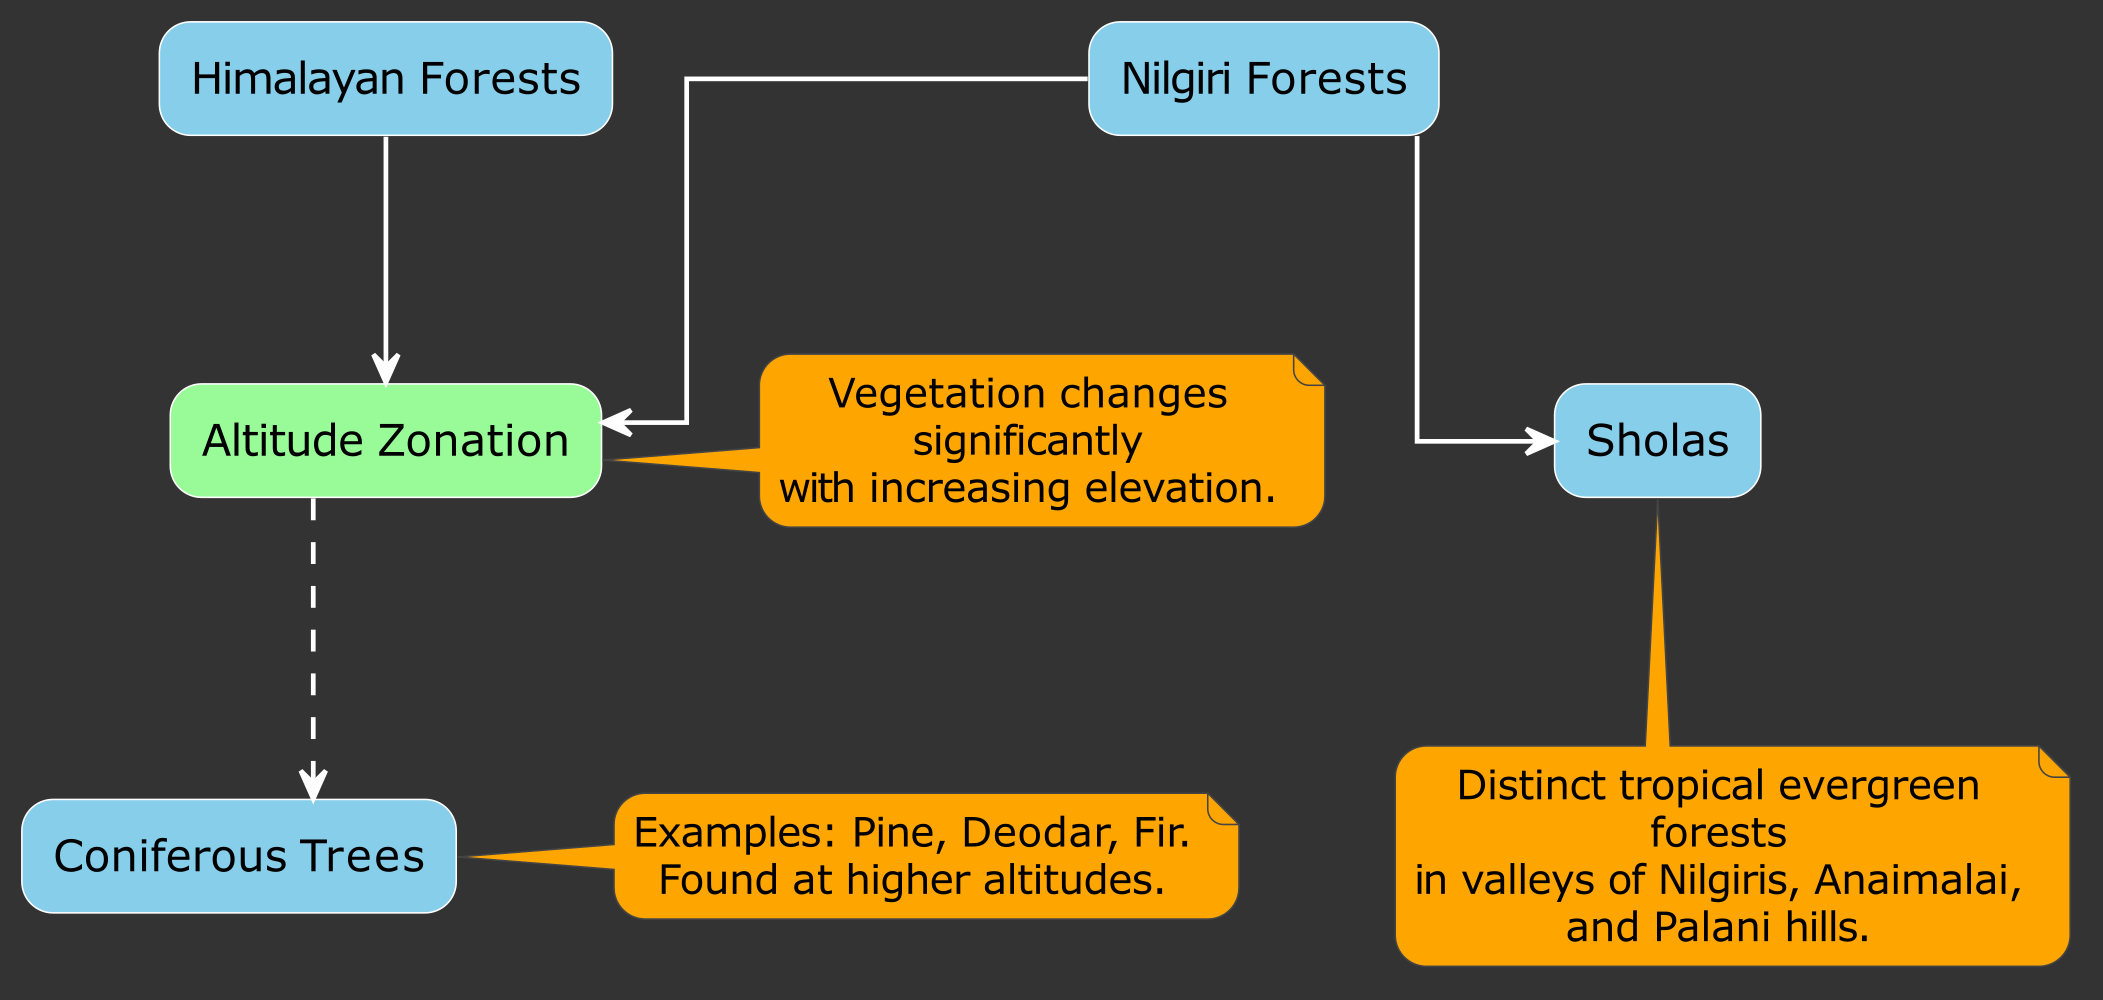 Himalayan Forests
Nilgiri Forests
Altitude Zonation
Vegetation changes
significantly
with increasing elevation.
Sholas
Coniferous Trees
Examples: Pine, Deodar, Fir.
Found at higher altitudes.
Distinct tropical evergreen
forests
in valleys of Nilgiris, Anaimalai,
and Palani hills.